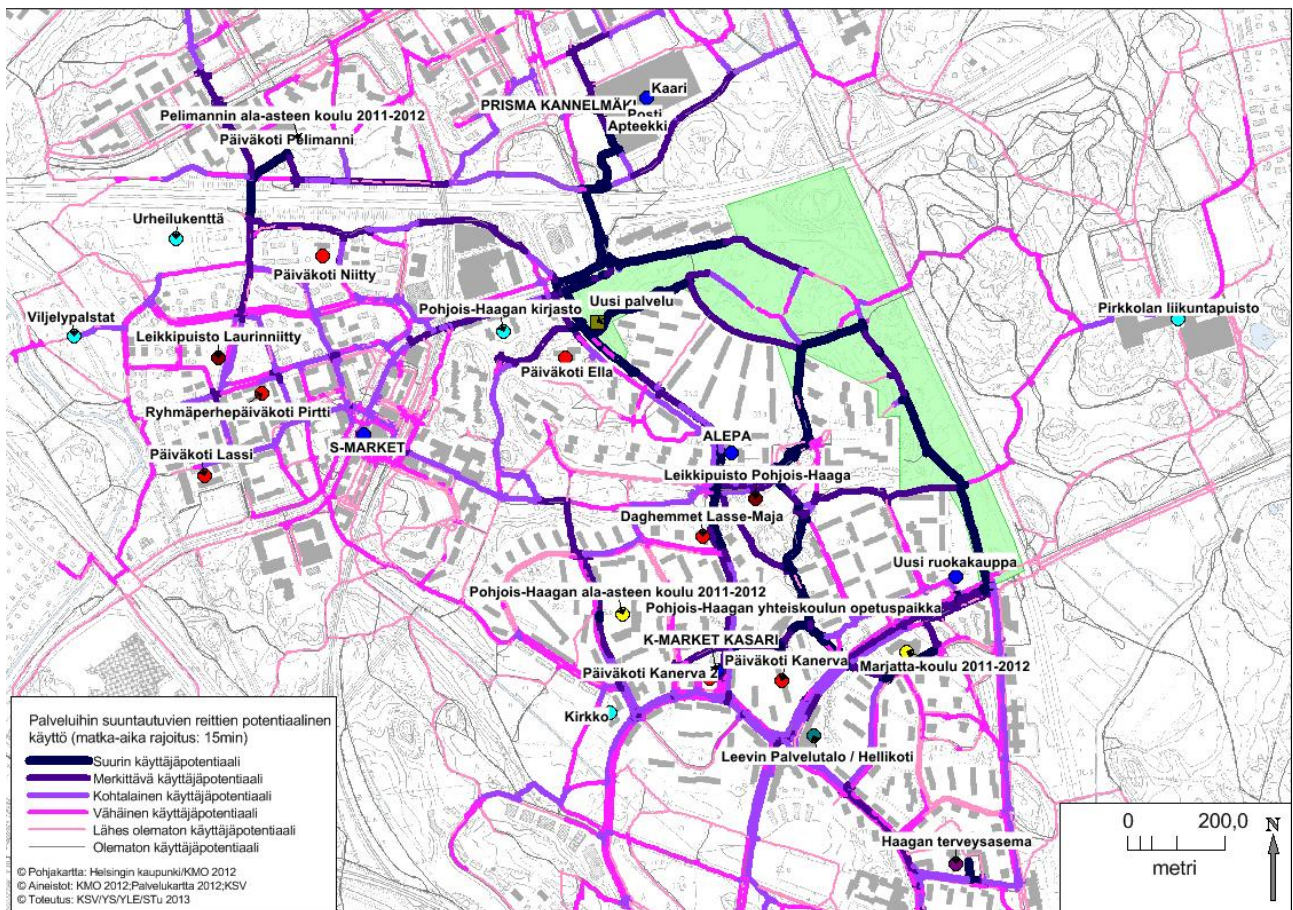 Kaari
PRISMA KANNELMÄKI
Posti
Apteekki
Pelimannin ala-asteen koulu 2011-2012
Päiväkoti Pelimanni
Urheilukenttä
Päiväkoti Niitty
Uusi palvelu
Pohjois-Haagan kirjasto
Pirkkolan liikuntapuisto
Viljelypalstat
Leikkipuisto Laurinniitty
Päiväkoti Ella
Ryhmäperhepäiväkoti Pirtti
S-MARKET
ALEPA
Päiväkoti Lassi
Leikkipuisto Pohjois-Haaga
Daghemmet Lasse-Maja
Uusi ruokakauppa
Pohjois-Haagan ala-asteen koulu 2011-2012
Pohjois-Haagan yhteiskoulun opetuspaikka
K-MARKET KASARI
Päiväkoti Kanerva
Päiväkoti Kanerva 2
Marjatta-koulu 2011-2012
Kirkko
Leevin Palvelutalo / Hellikoti
Haagan terveysasema
Palveluihin suuntautuvien reittien potentiaalinen
käyttö (matka-aika rajoitus: 15min)
Suurin käyttäjäpotentiaali
Merkittävä käyttäjäpotentiaali
Kohtalainen käyttäjäpotentiaali
Vähäinen käyttäjäpotentiaali
Lähes olematon käyttäjäpotentiaali
Olematon käyttäjäpotentiaali
© Pohjakartta: Helsingin kaupunki/KMO 2012
© Aineistot: KMO 2012;Palvelukartta 2012;KSV
© Toteutus: KSV/YS/YLE/STu 2013
0 200,0
metri
N